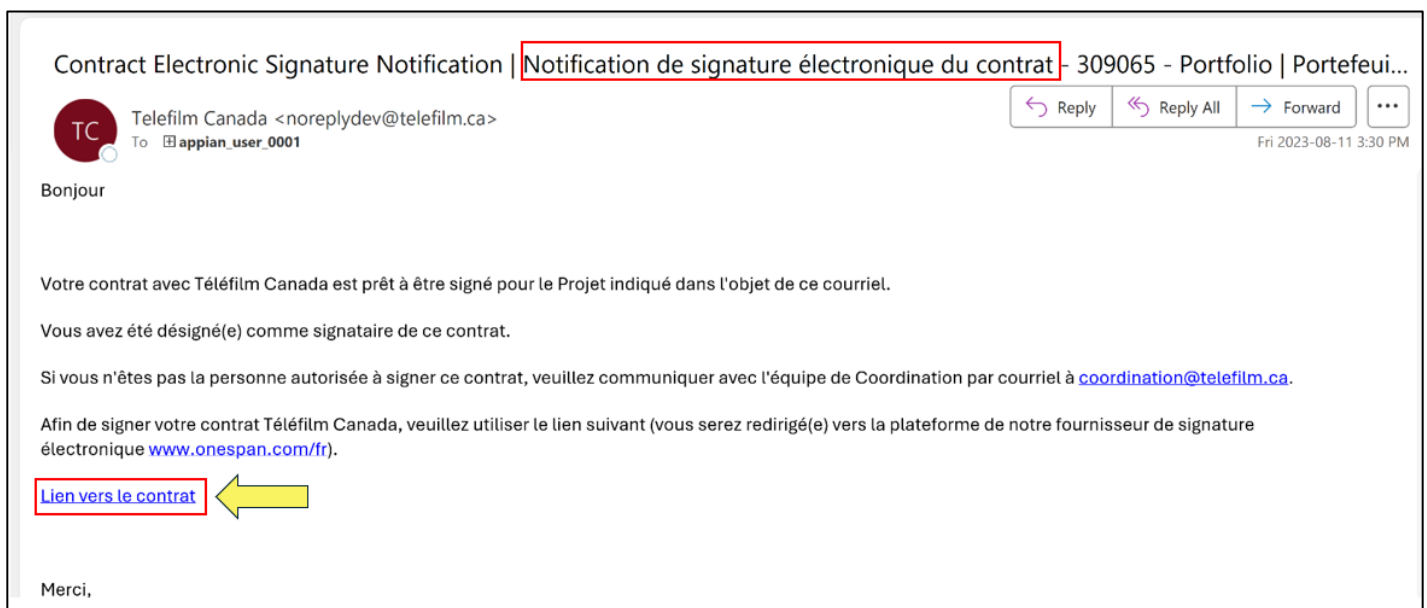 Contract Electronic Signature Notification | Notification de signature électronique du contrat - 309065 - Portfolio | Portefeui...
TC
Telefilm Canada <noreplydev@telefilm.ca>
To appian_user_0001
Reply
Reply All
Forward
Fri 2023-08-11 3:30 PM
Bonjour
Votre contrat avec Téléfilm Canada est prêt à être signé pour le Projet indiqué dans l'objet de ce courriel.
Vous avez été désigné(e) comme signataire de ce contrat.
Si vous n'êtes pas la personne autorisée à signer ce contrat, veuillez communiquer avec l'équipe de Coordination par courriel à coordination@telefilm.ca.
Afin de signer votre contrat Téléfilm Canada, veuillez utiliser le lien suivant (vous serez redirigé(e) vers la plateforme de notre fournisseur de signature
électronique www.onespan.com/fr).
Lien vers le contrat
Merci,